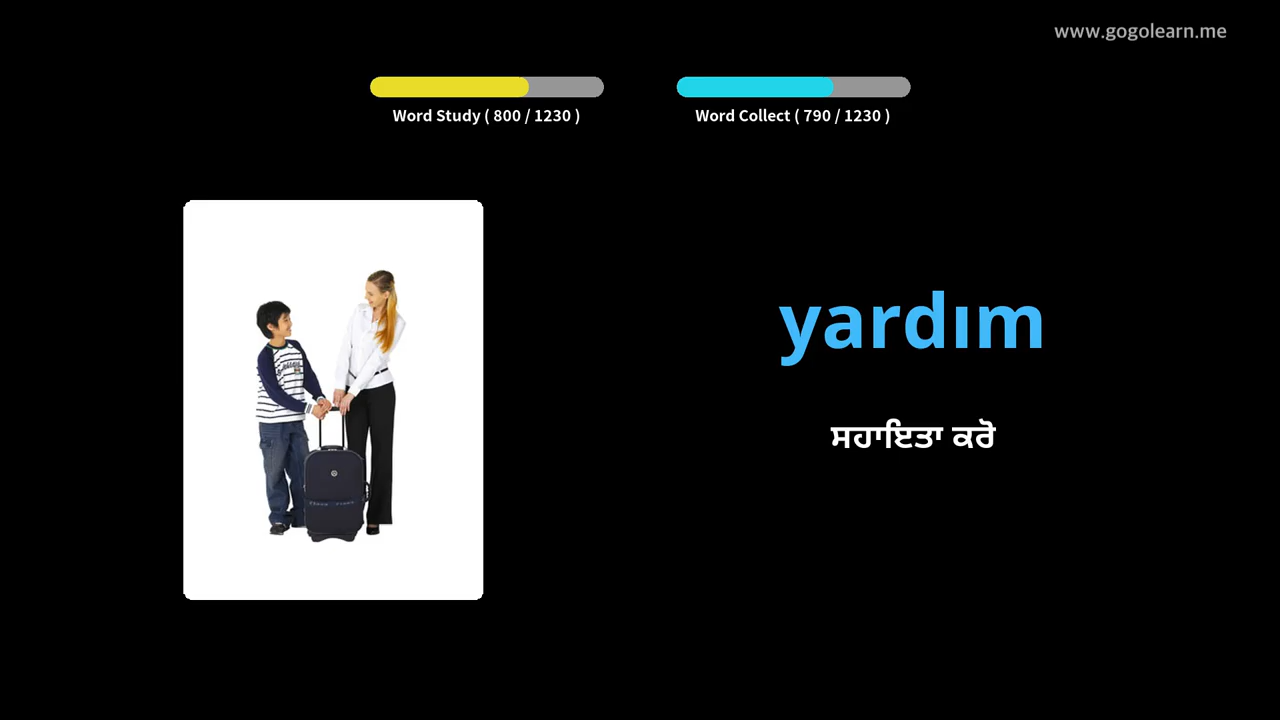 www.gogolearn.me
Word Study ( 800 / 1230 )
Word Collect ( 790 / 1230 )
yardım
ਸਹਾਇਤਾ ਕਰੋ